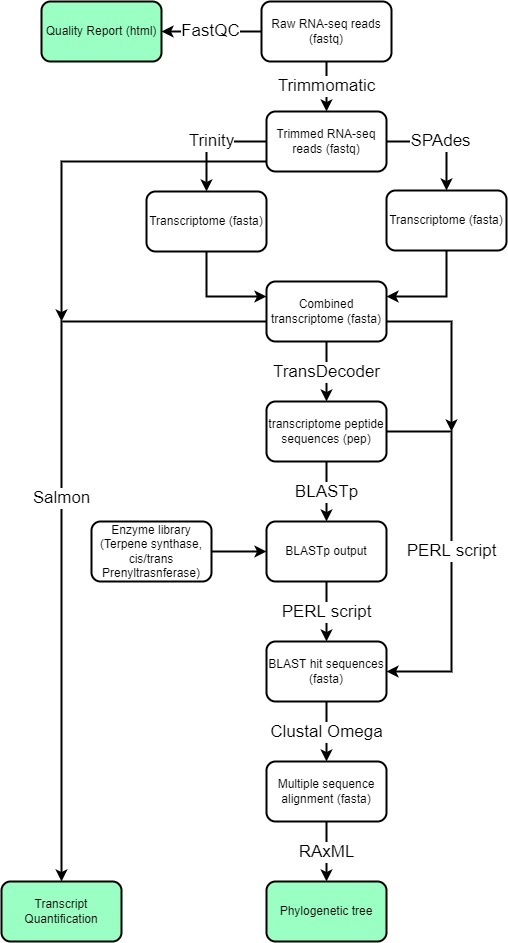 Quality Report (html)
FastQC
Raw RNA-seq reads
(fastq)
Trimmomatic
Trinity
Trimmed RNA-seq
reads (fastq)
SPAdes
Transcriptome (fasta)
Transcriptome (fasta)
Combined
transcriptome (fasta)
TransDecoder
transcriptome peptide
sequences (pep)
Salmon
BLASTp
Enzyme library
(Terpene synthase,
cis/trans
Prenyltrasnferase)
BLASTp output
PERL script
PERL script
BLAST hit sequences
(fasta)
Clustal Omega
Multiple sequence
alignment (fasta)
RAxML
Transcript
Quantification
Phylogenetic tree